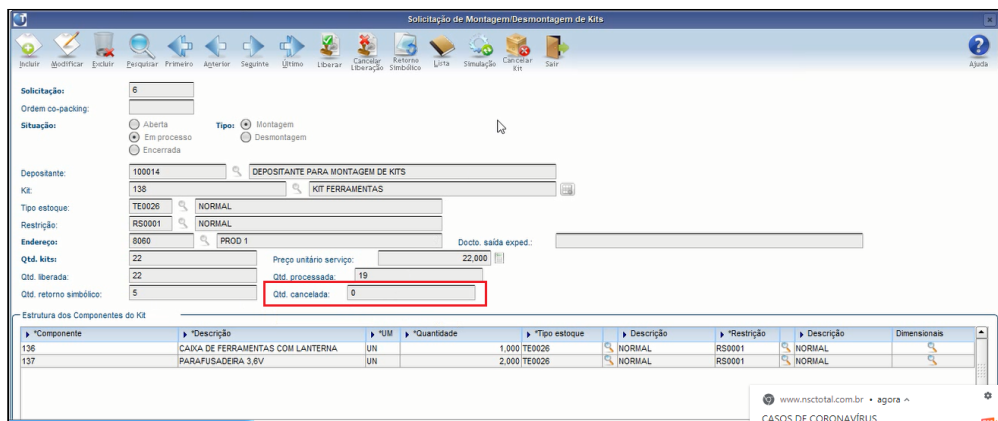 Solicitação de Montagem/Desmontagem de Kits
Incluir Modificar Excluir Pesquisar Primeiro Anterior Seguinte Último Liberar Cancelar Liberação Retorno Simbólico Lista Simulação Cancelar Kit Sair Ajuda
Solicitação: 6
Ordem co-packing:
Situação: Aberta Tipo: Montagem
Em processo Desmontagem
Encerrada
Depositante: 100014 DEPOSITANTE PARA MONTAGEM DE KITS
Kit: 138 KIT FERRAMENTAS
Tipo estoque: TE0026 NORMAL
Restrição: RS0001 NORMAL
Endereço: 8060 PROD 1 Docto. saída exped.:
Qtd. kits: 22 Preço unitário serviço: 22,000
Qtd. liberada: 22 Qtd. processada: 19
Qtd. retorno simbólico: 5 Qtd. cancelada: 0
Estrutura dos Componentes do Kit
*Componente *Descrição *UM *Quantidade *Tipo estoque Descrição *Restrição Descrição Dimensionais
136 CAIXA DE FERRAMENTAS COM LANTERNA UN 1,000 TE0026 NORMAL RS0001 NORMAL
137 PARAFUSADERA 3,6V UN 2,000 TE0026 NORMAL RS0001 NORMAL
www.nsctotal.com.br • agora
CASOS DE CORONAVÍRUS